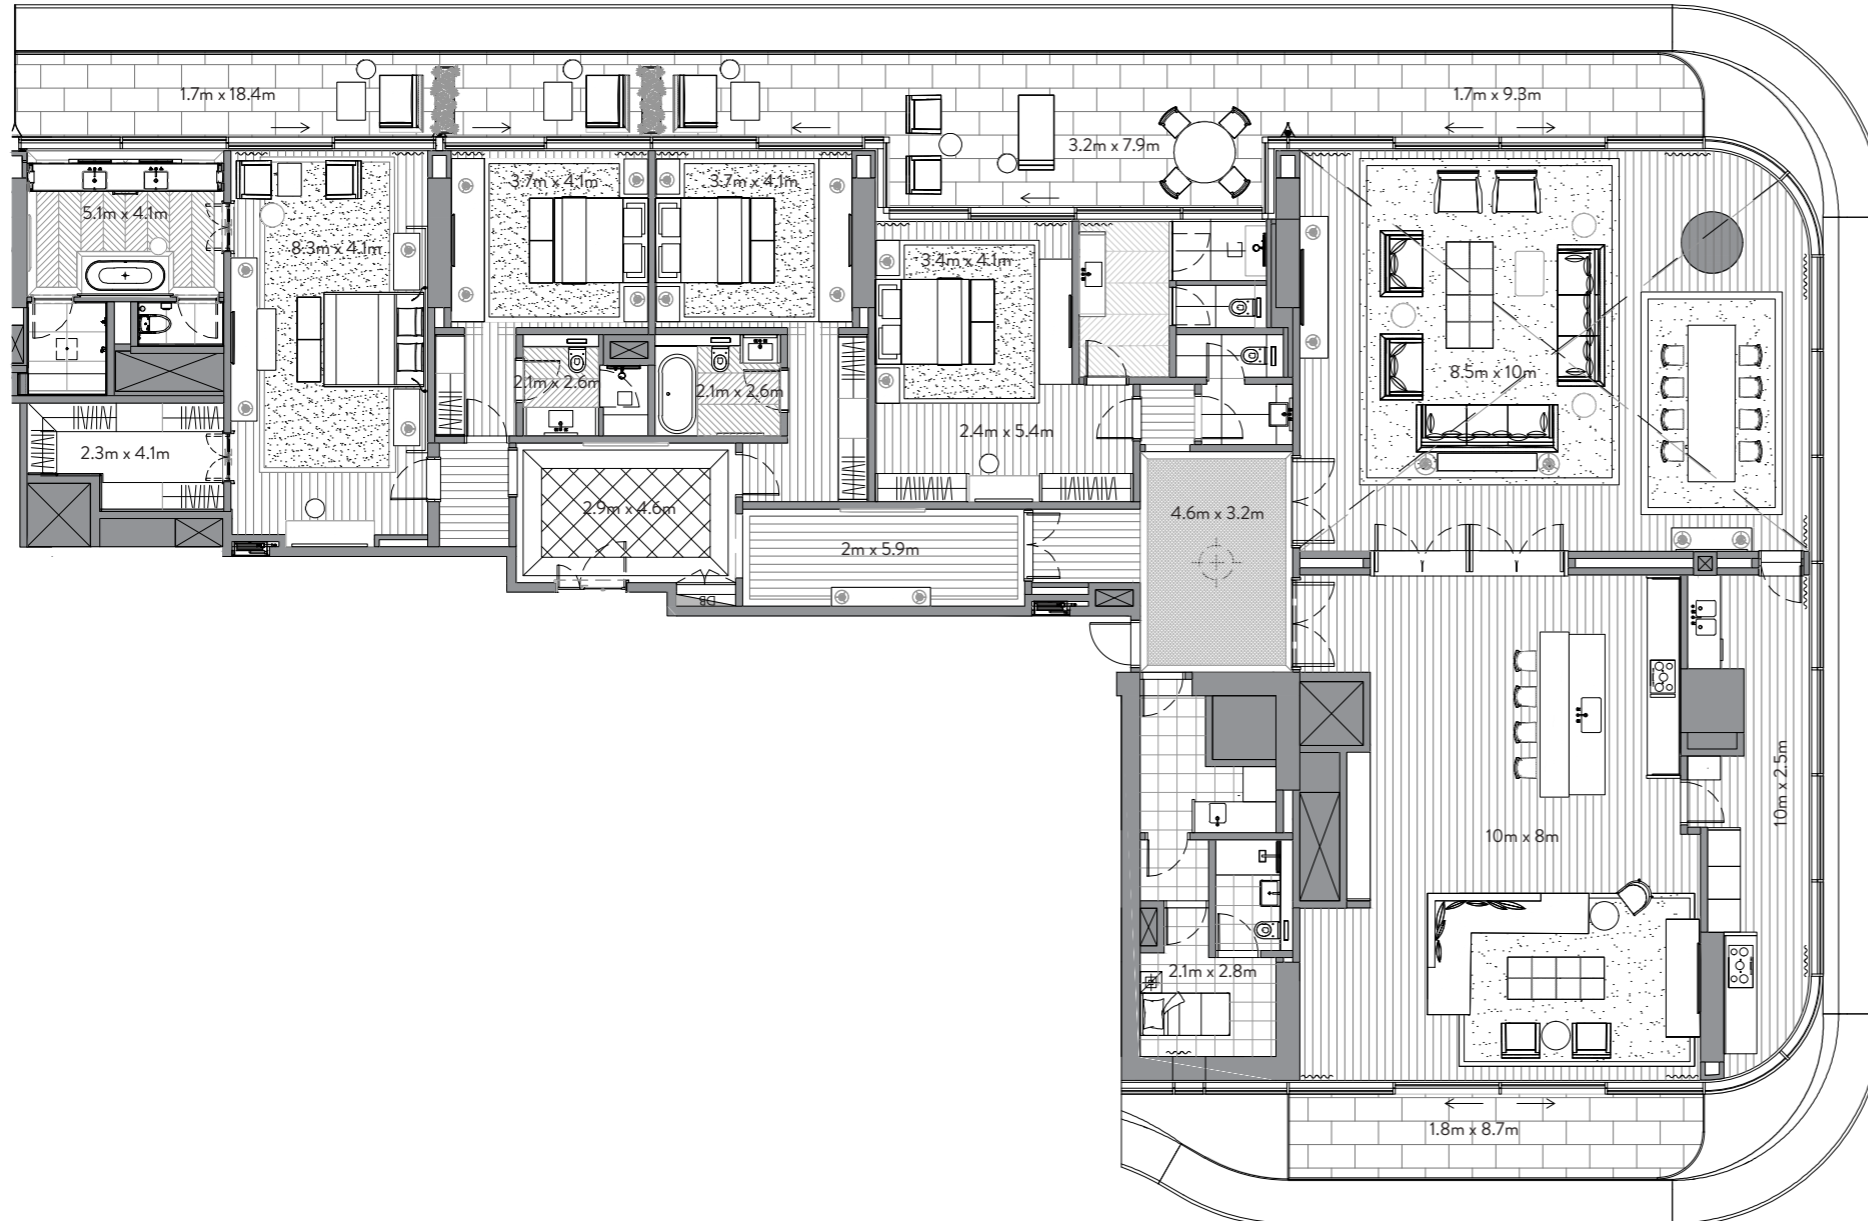 1.7m x 18.4m
1.7m x 9.3m
3.2m x 7.9m
5.1m x 4.1m
3.7m x 4.1m
3.7m x 4.1m
8.3m x 4.1m
3.4m x 4.1m
8.5m x 10m
2.1m x 2.6m
2.1m x 2.6m
2.4m x 5.4m
2.3m x 4.1m
2.9m x 4.6m
4.6m x 3.2m
2m x 5.9m
DB
10m x 2.5m
10m x 8m
2.1m x 2.8m
1.8m x 8.7m